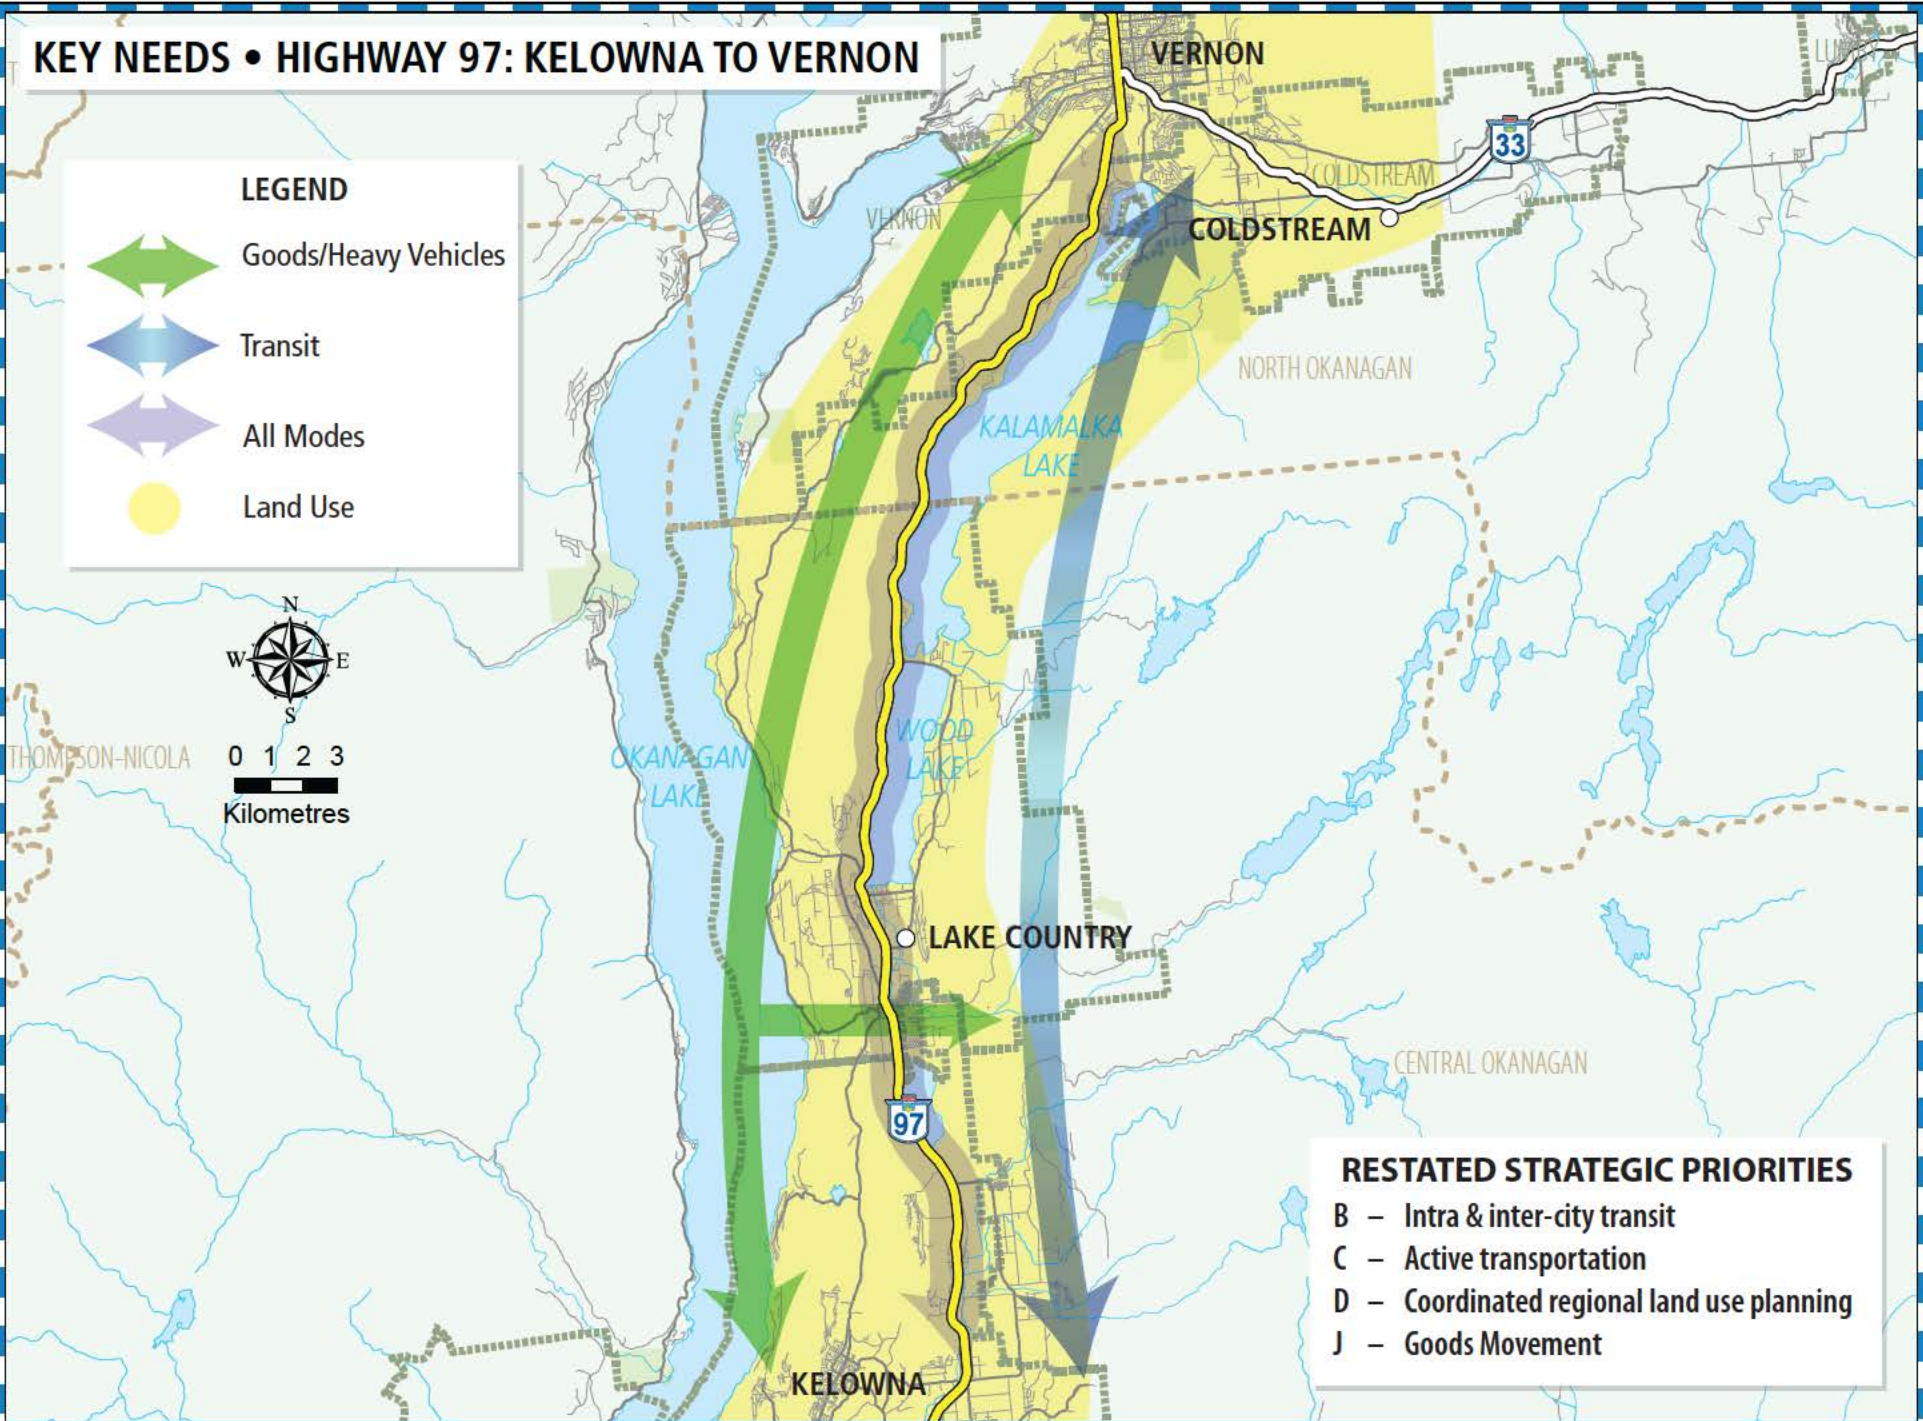 KEY NEEDS • HIGHWAY 97: KELOWNA TO VERNON
VERNON
33
COLDSTREAM
COLDSTREAM
VERNON
NORTH OKANAGAN
LEGEND
Goods/Heavy Vehicles
Transit
All Modes
Land Use
KALAMALKA
LAKE
N
W E
S
0 1 2 3
Kilometres
THOMPSON-NICOLA
OKANAGAN
LAKE
WOOD
LAKE
LAKE COUNTRY
CENTRAL OKANAGAN
97
RESTATED STRATEGIC PRIORITIES
B – Intra & inter-city transit
C – Active transportation
D – Coordinated regional land use planning
J – Goods Movement
KELOWNA